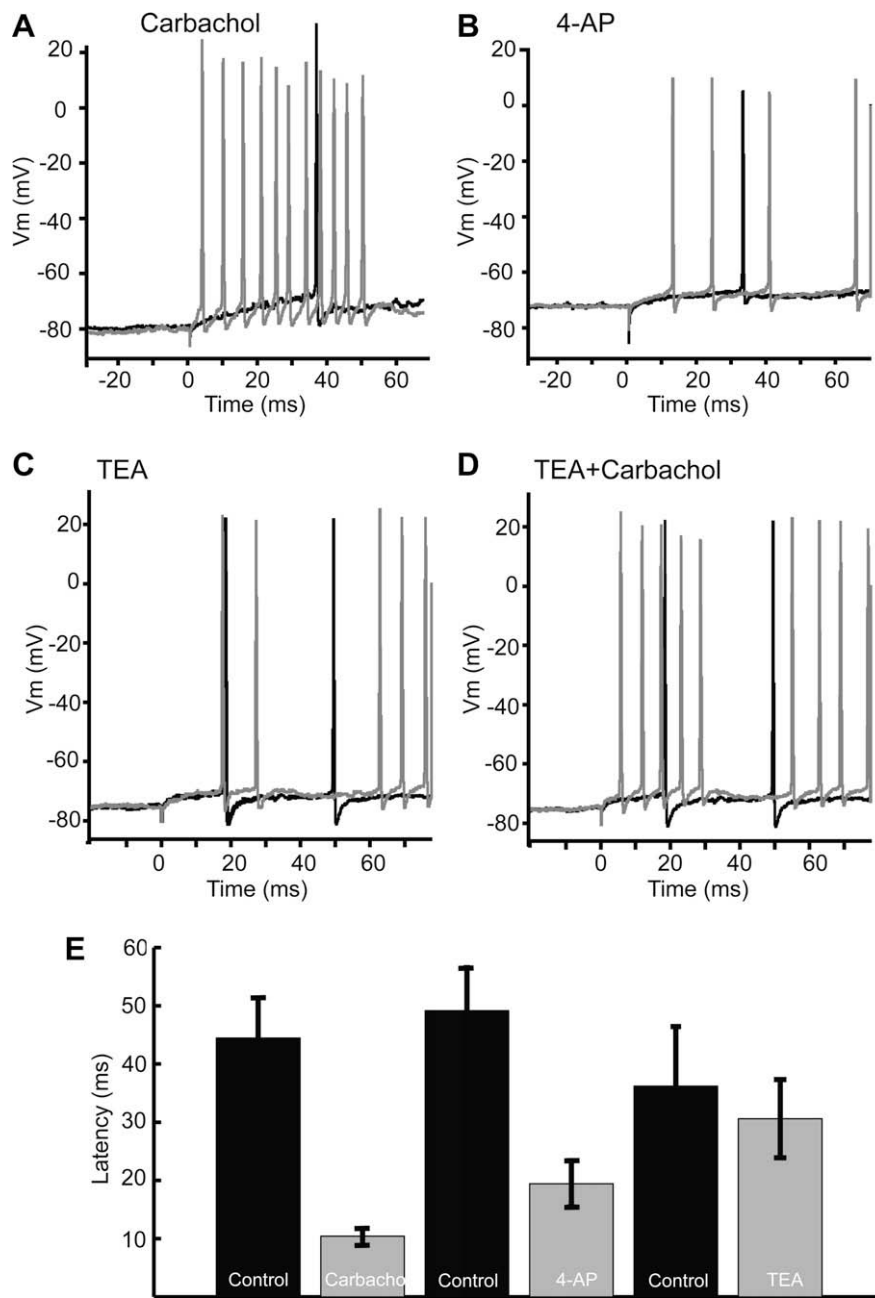 A Carbachol
20
0
-20
-40
-60
-80
Vm (mV)
-20 0 20 40 60
Time (ms)
B 4-AP
20
0
-20
-40
-60
-80
Vm (mV)
-20 0 20 40 60
Time (ms)
C TEA
20
0
-20
-40
-60
-80
Vm (mV)
0 20 40 60
Time (ms)
D TEA+Carbachol
20
0
-20
-40
-60
-80
Vm (mV)
0 20 40 60
Time (ms)
E
60
50
40
30
20
10
Latency (ms)
Control Carbacho Control 4-AP Control TEA